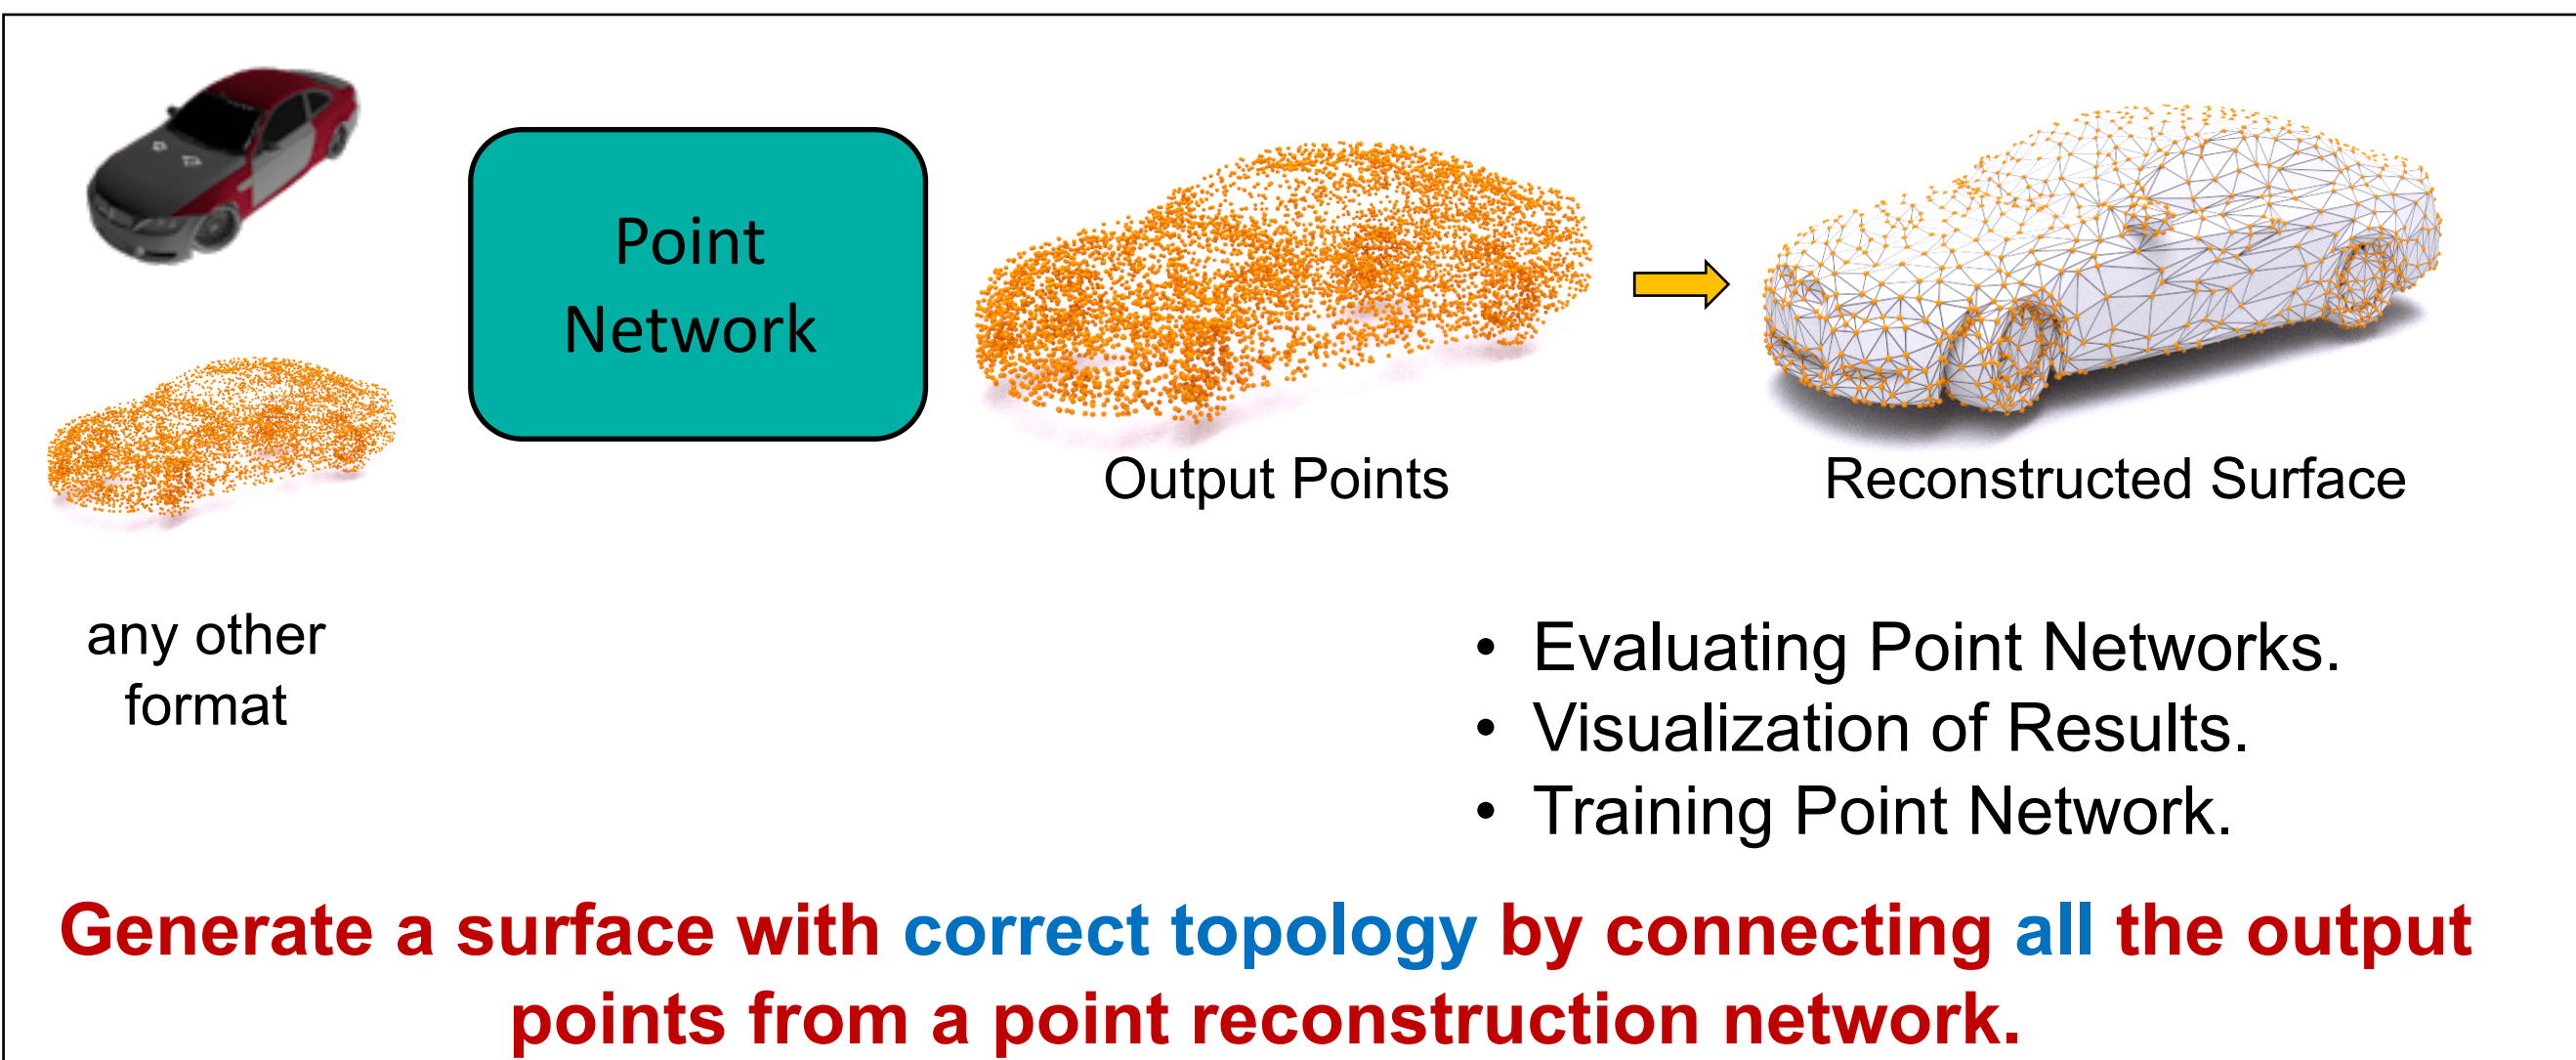 Point
Network
Output Points
Reconstructed Surface
any other
format
• Evaluating Point Networks.
• Visualization of Results.
• Training Point Network.
Generate a surface with correct topology by connecting all the output
points from a point reconstruction network.